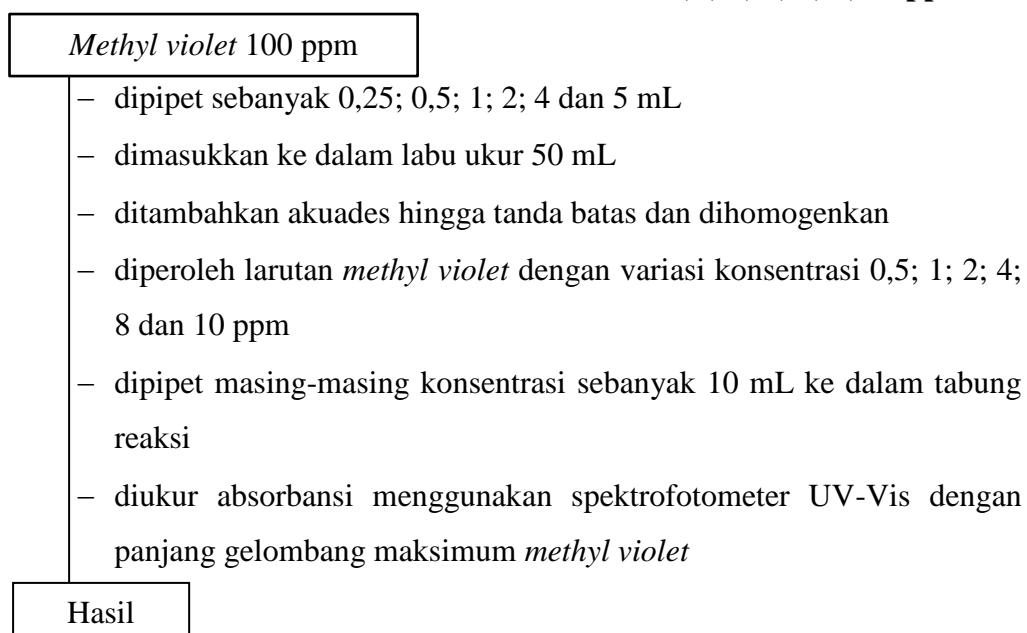 Methyl violet 100 ppm
– dipipet sebanyak 0,25; 0,5; 1; 2; 4 dan 5 mL
– dimasukkan ke dalam labu ukur 50 mL
– ditambahkan akuades hingga tanda batas dan dihomogenkan
– diperoleh larutan methyl violet dengan variasi konsentrasi 0,5; 1; 2; 4;
8 dan 10 ppm
– dipipet masing-masing konsentrasi sebanyak 10 mL ke dalam tabung
reaksi
– diukur absorbansi menggunakan spektrofotometer UV-Vis dengan
panjang gelombang maksimum methyl violet
Hasil